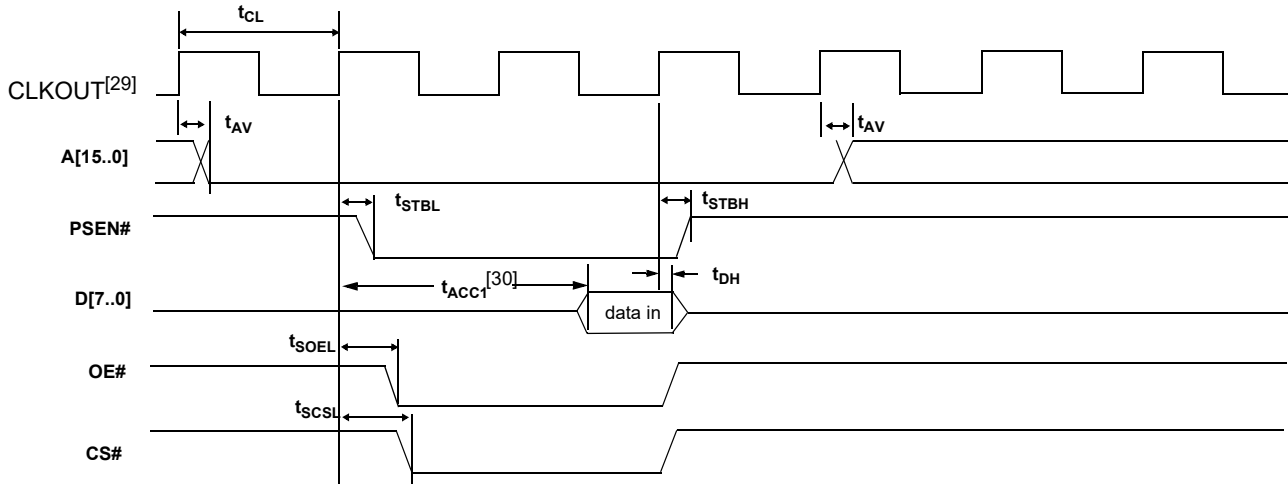 tCL
CLKOUT[29]
tAV
tAV
A[15..0]
tSTBL
tSTBH
PSEN#
tACC1[30]
tDH
D[7..0]
data in
tSOEL
OE#
tSCSL
CS#